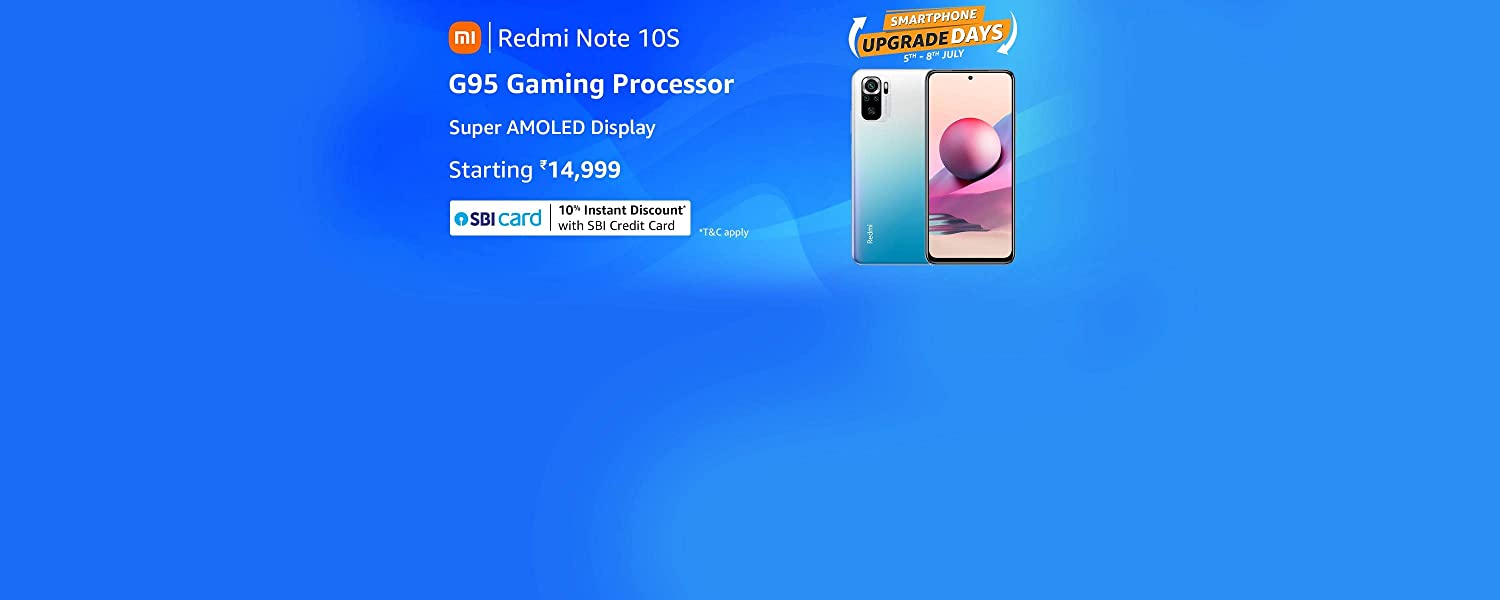 mi | Redmi Note 10S
G95 Gaming Processor
Super AMOLED Display
Starting ₹14,999
SBI card | 10% Instant Discount*
with SBI Credit Card
*T&C apply
SMARTPHONE
UPGRADE DAYS
5TH - 8TH JULY
Redmi